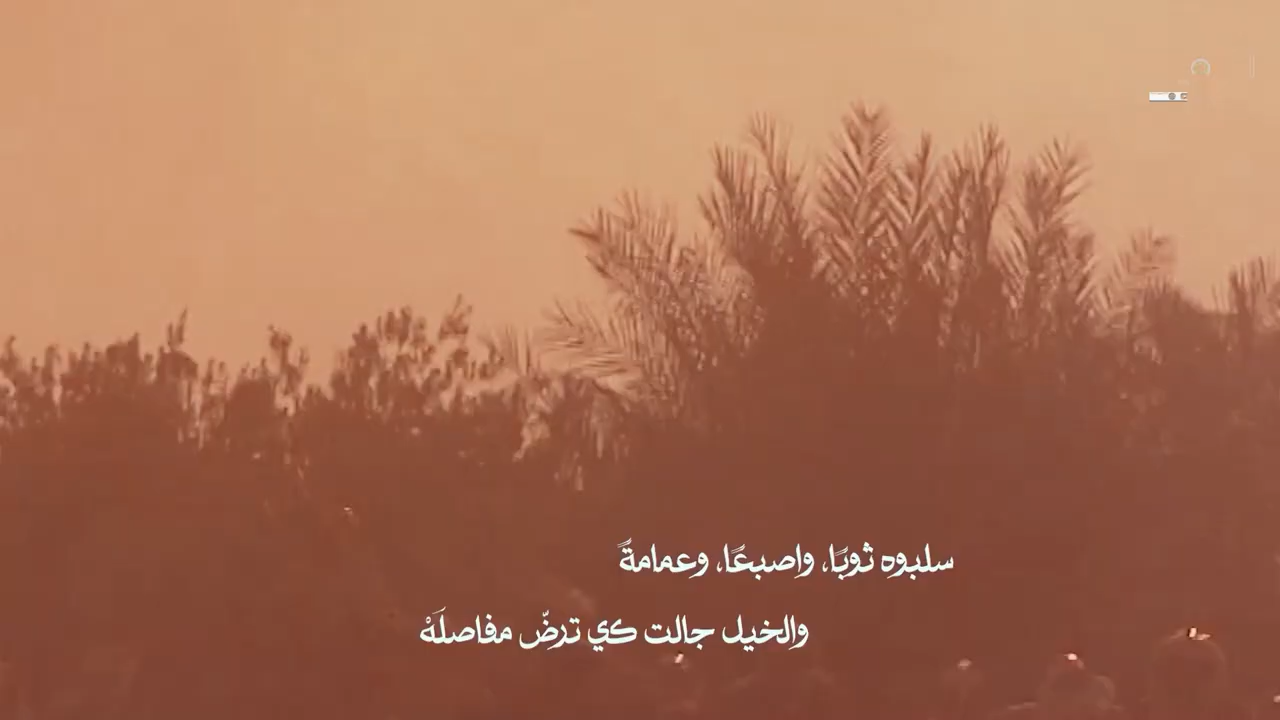 سلبوه ثوبًا، واصبعًا، وعمامةً
والخيل جالت كي ترضّ مفاصلَهْ